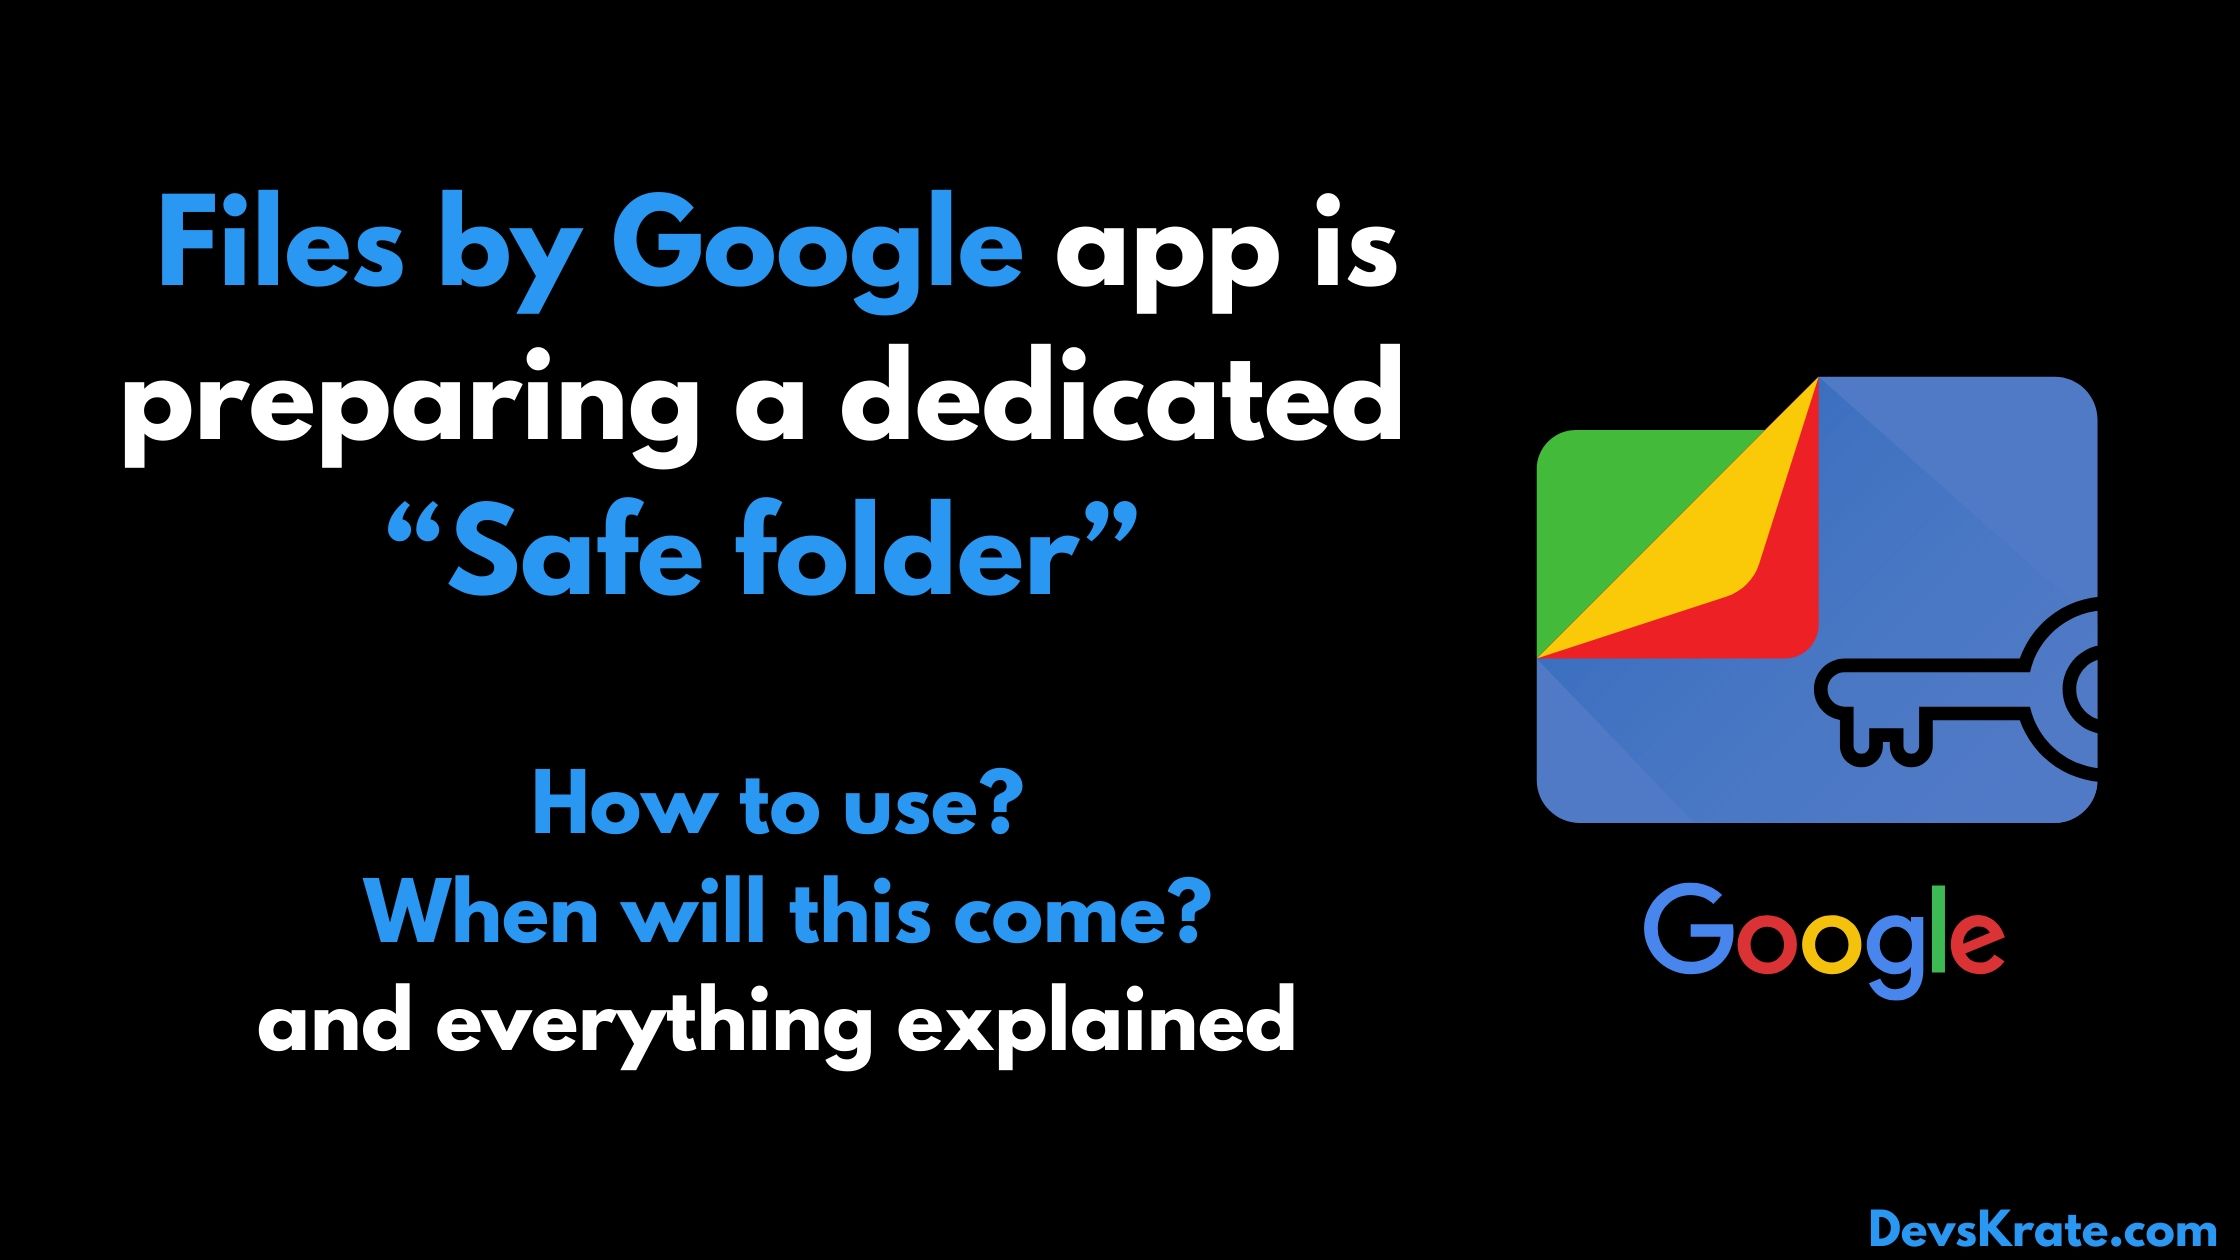 Files by Google app is
preparing a dedicated
“Safe folder”
How to use?
When will this come?
and everything explained
Google
DevsKrate.com